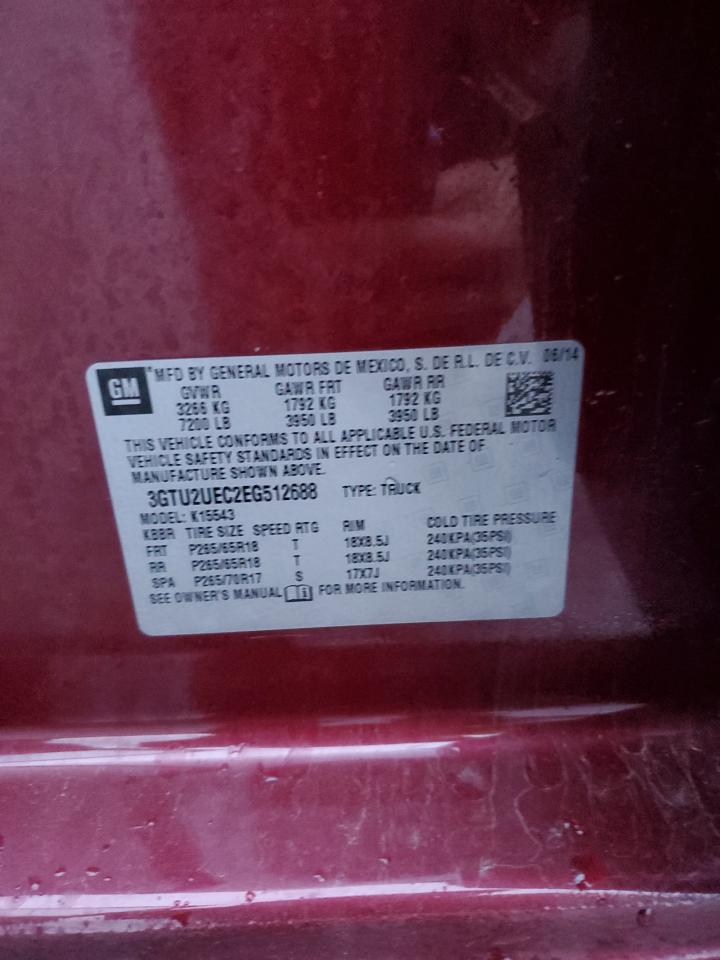 GM
MFD BY GENERAL MOTORS DE MEXICO, S. DE R.L. DE C.V. 06/14
GVWR GAWR FRT GAWR RR
3266 KG 1792 KG 1792 KG
7200 LB 3950 LB 3950 LB
THIS VEHICLE CONFORMS TO ALL APPLICABLE U.S. FEDERAL MOTOR
VEHICLE SAFETY STANDARDS IN EFFECT ON THE DATE OF
MANUFACTURE SHOWN ABOVE.
3GTU2UEC2EG512688 TYPE: TRUCK
MODEL: K15543
KBBR TIRE SIZE SPEED RTG RIM COLD TIRE PRESSURE
FRT P265/65R18 T 18X8.5J 240KPA(35PSI)
RR P265/65R18 T 18X8.5J 240KPA(35PSI)
SPA P265/70R17 S 17X7J 240KPA(35PSI)
SEE OWNER'S MANUAL FOR MORE INFORMATION.